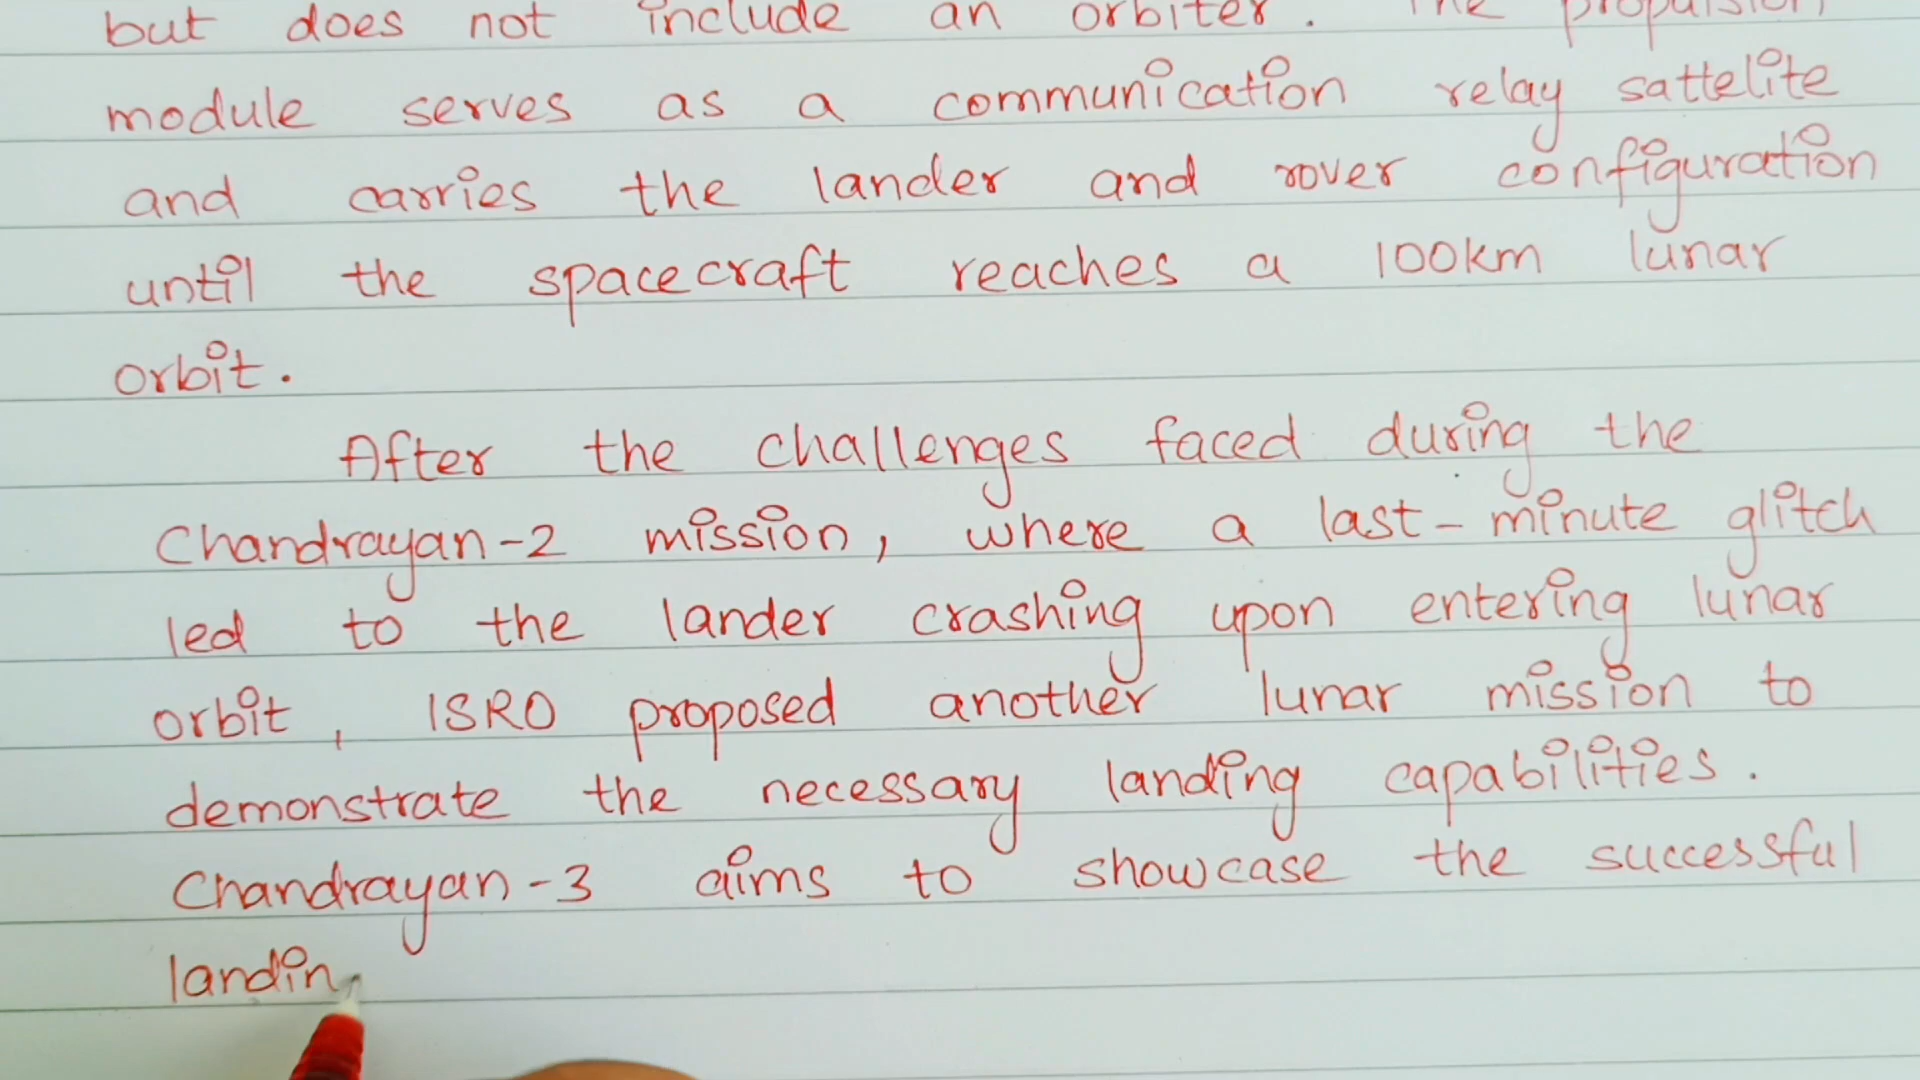 but does not include an orbiter. The propulsion
module serves as a communication relay sattelite
and carries the lander and rover configuration
until the spacecraft reaches a 100km lunar
orbit.
After the challenges faced during the
Chandrayan-2 mission, where a last-minute glitch
led to the lander crashing upon entering lunar
orbit, ISRO proposed another lunar mission to
demonstrate the necessary landing capabilities.
Chandrayan-3 aims to showcase the successful
landin